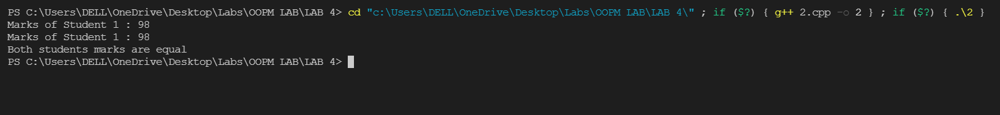 PS C:\Users\DELL\OneDrive\Desktop\Labs\OOPM LAB\LAB 4> cd "c:\Users\DELL\OneDrive\Desktop\Labs\OOPM LAB\LAB 4\" ; if ($?) { g++ 2.cpp -o 2 } ; if ($?) { .\2 }
Marks of Student 1 : 98
Marks of Student 1 : 98
Both students marks are equal
PS C:\Users\DELL\OneDrive\Desktop\Labs\OOPM LAB\LAB 4>